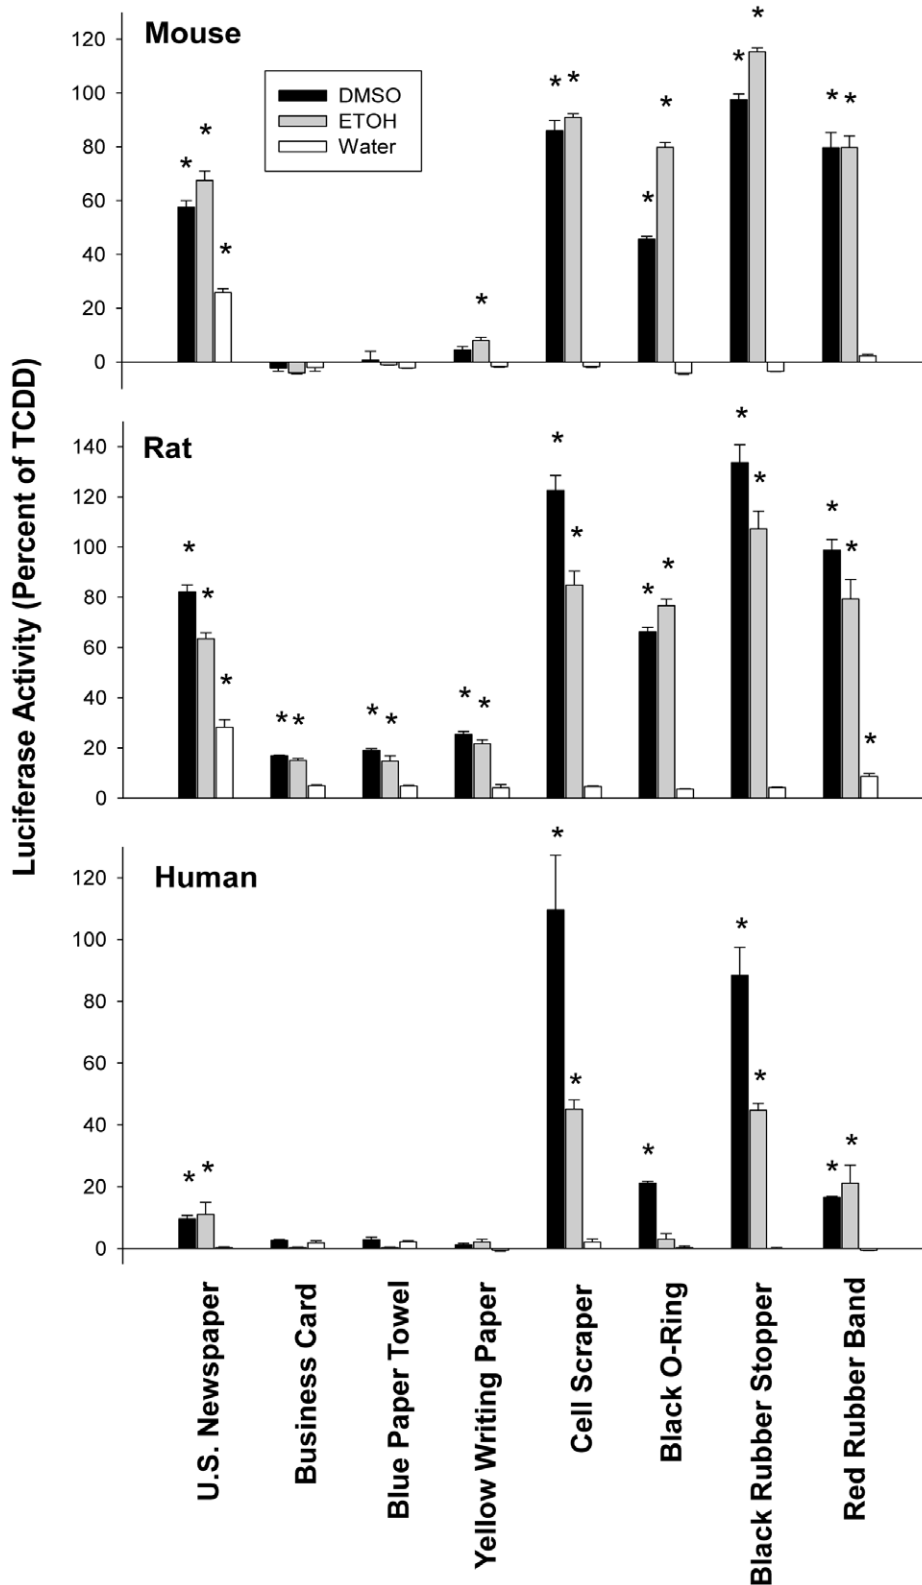 Luciferase Activity (Percent of TCDD)
Mouse
DMSO
ETOH
Water
120
100
80
60
40
20
0
* * * * * * * * * * * *
Rat
140
120
100
80
60
40
20
0
* * * * * * * * * * * * * * * * * *
Human
120
100
80
60
40
20
0
* * * * * * * * *
U.S. Newspaper
Business Card
Blue Paper Towel
Yellow Writing Paper
Cell Scraper
Black O-Ring
Black Rubber Stopper
Red Rubber Band